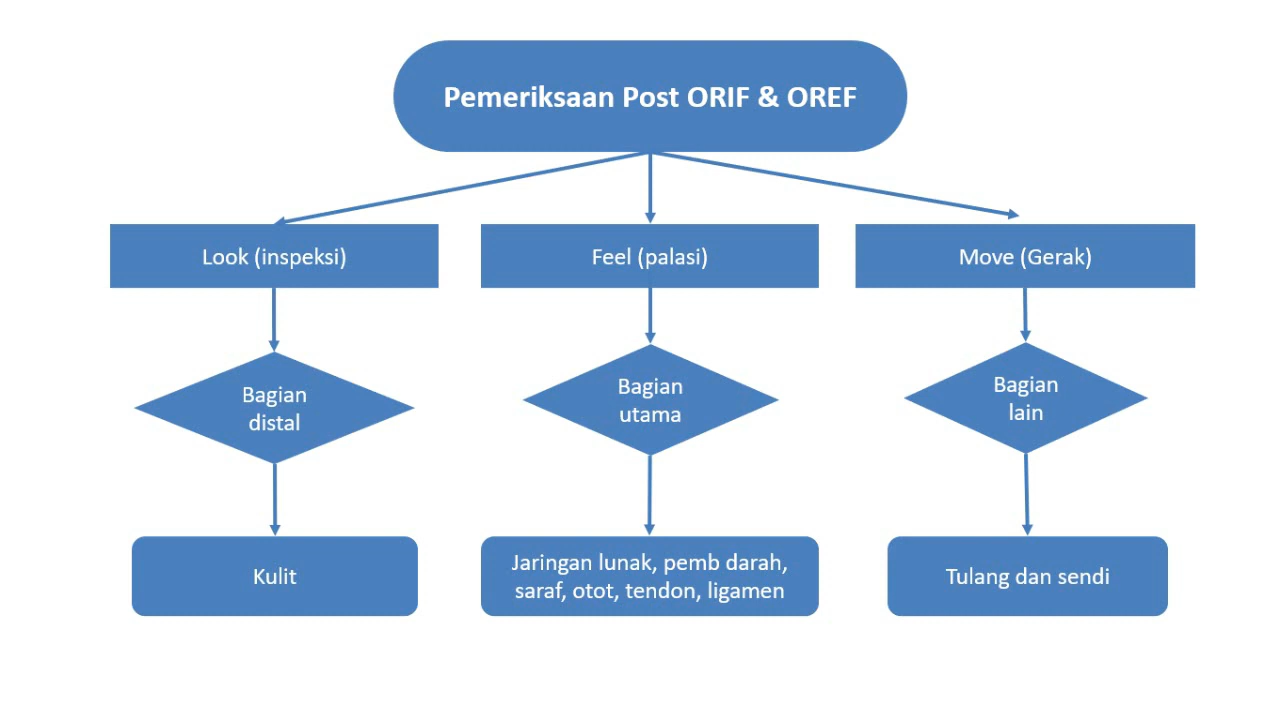 Pemeriksaan Post ORIF & OREF
Look (inspeksi)
Feel (palasi)
Move (Gerak)
Bagian
distal
Bagian
utama
Bagian
lain
Kulit
Jaringan lunak, pemb darah,
saraf, otot, tendon, ligamen
Tulang dan sendi